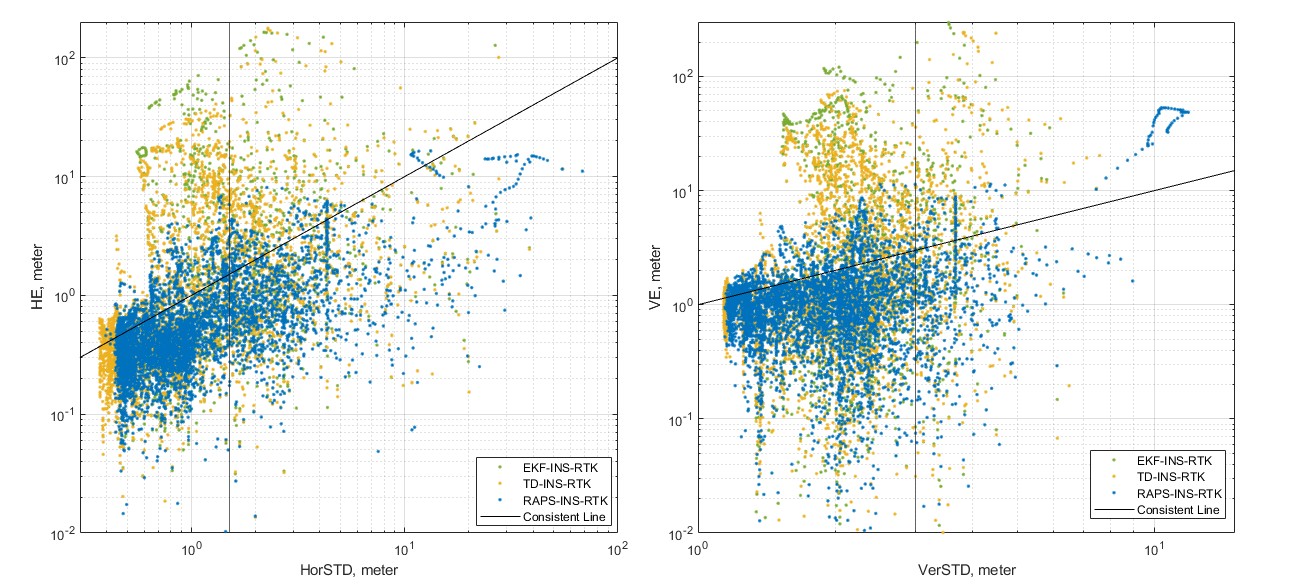 10^2
10^1
10^0
10^-1
10^-2
HE, meter
10^0
10^1
10^2
HorSTD, meter
EKF-INS-RTK
TD-INS-RTK
RAPS-INS-RTK
Consistent Line
10^2
10^1
10^0
10^-1
10^-2
VE, meter
10^0
10^1
VerSTD, meter
EKF-INS-RTK
TD-INS-RTK
RAPS-INS-RTK
Consistent Line